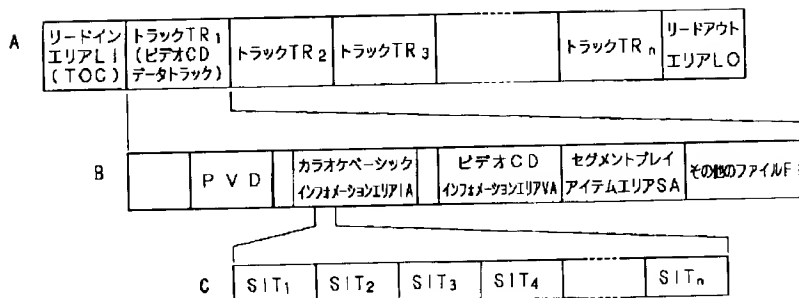 A
リードイン
エリアLI
(TOC)
トラックTR1
(ビデオCD
データトラック)
トラックTR2
トラックTR3
トラックTRn
リードアウト
エリアLO
B
PVD
カラオケベーシック
インフォメーションエリアIA
ビデオCD
インフォメーションエリアVA
セグメントプレイ
アイテムエリアSA
その他のファイルF
C
SIT1
SIT2
SIT3
SIT4
SITn